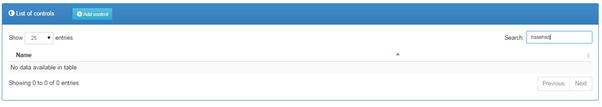 List of controls
Add control
Show 25 entries
Search: hasehed
Name
No data available in table
Showing 0 to 0 of 0 entries
Previous Next